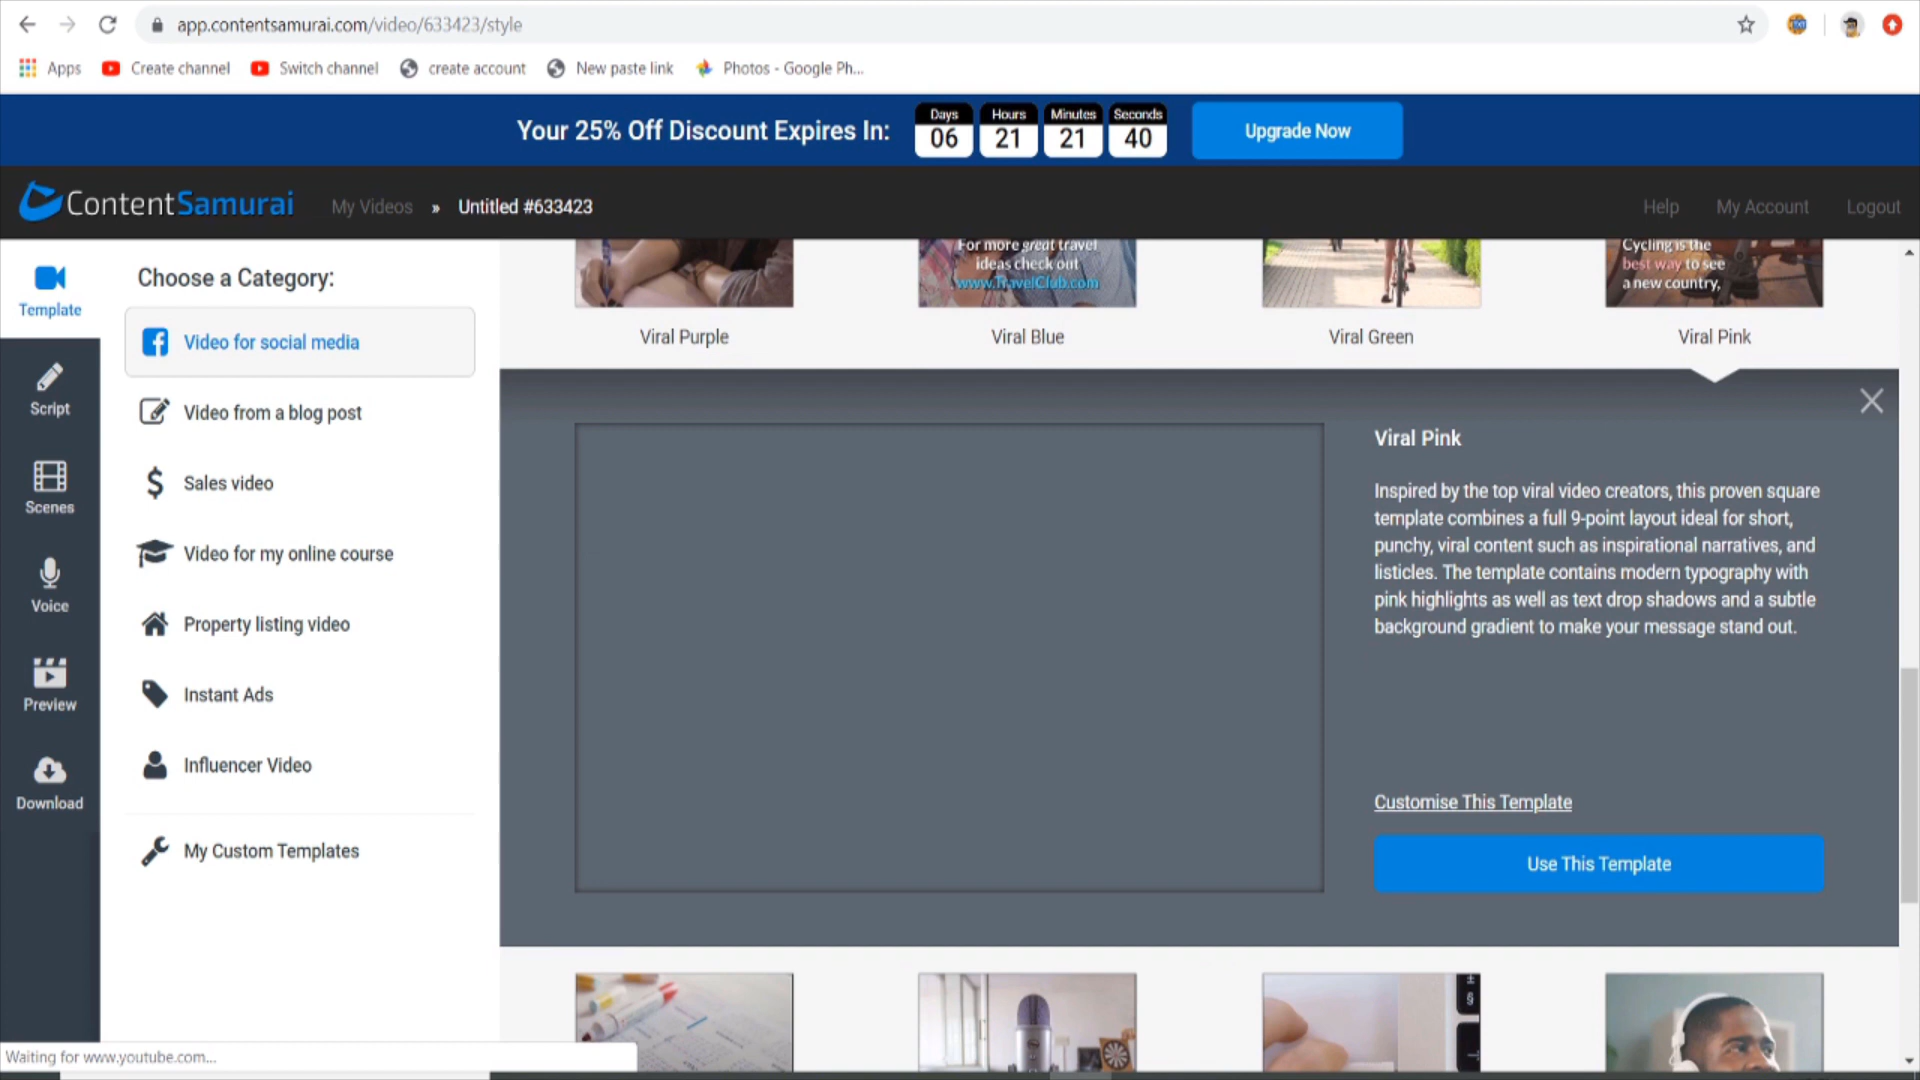 app.contentsamurai.com/video/633423/style
Apps
Create channel
Switch channel
create account
New paste link
Photos - Google Ph...
Your 25% Off Discount Expires In:
Days
Hours
Minutes
Seconds
06
21
21
40
Upgrade Now
ContentSamurai
My Videos
»
Untitled #633423
Help
My Account
Logout
Template
Script
Scenes
Voice
Preview
Download
Choose a Category:
Video for social media
Video from a blog post
Sales video
Video for my online course
Property listing video
Instant Ads
Influencer Video
My Custom Templates
For more great travel
ideas check out
www.TravelClub.com
Cycling is the
best way to see
a new country,
Viral Purple
Viral Blue
Viral Green
Viral Pink
Viral Pink
Inspired by the top viral video creators, this proven square
template combines a full 9-point layout ideal for short,
punchy, viral content such as inspirational narratives, and
listicles. The template contains modern typography with
pink highlights as well as text drop shadows and a subtle
background gradient to make your message stand out.
Customise This Template
Use This Template
Waiting for www.youtube.com...